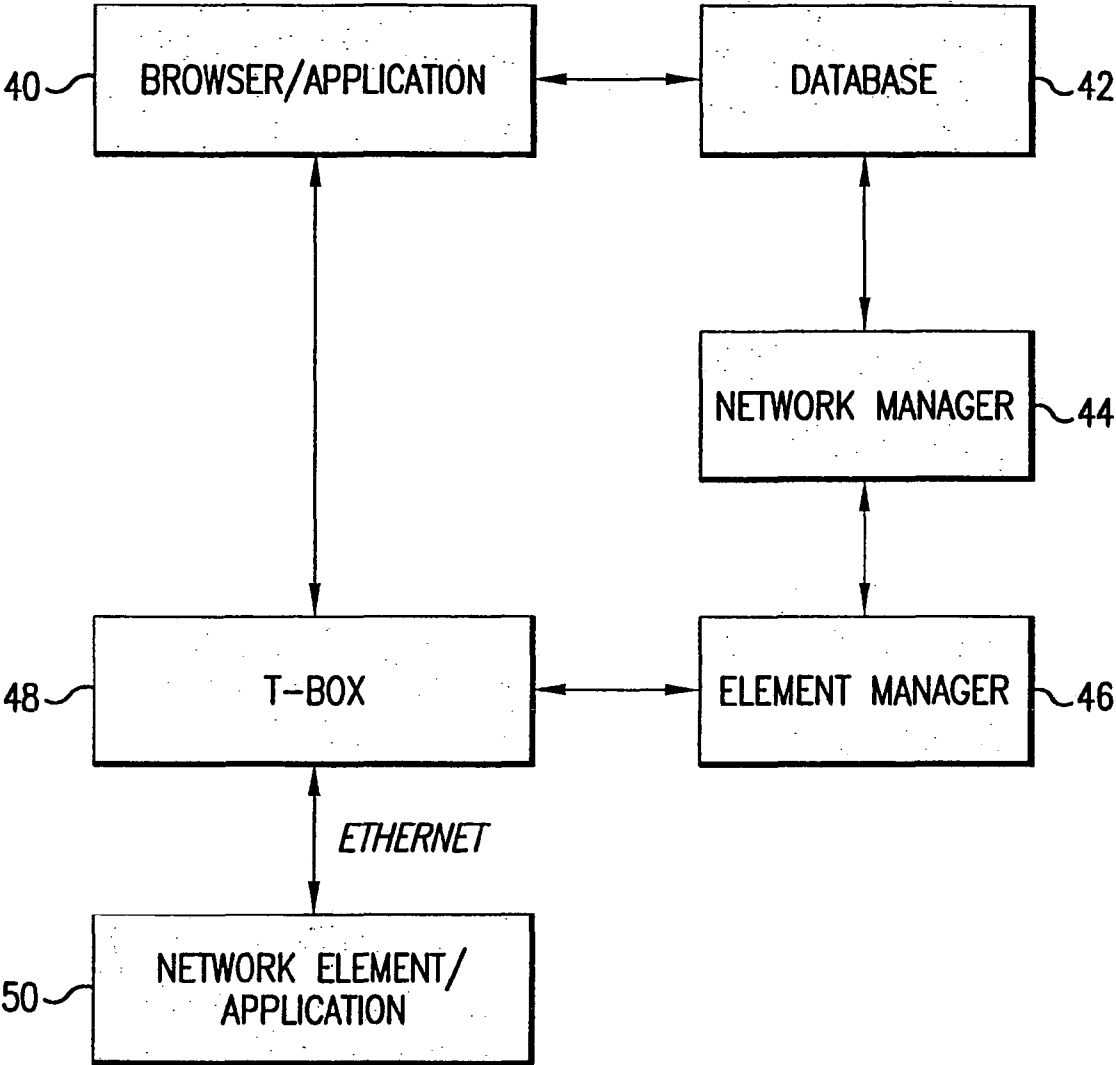 40
BROWSER/APPLICATION
DATABASE
42
NETWORK MANAGER
44
48
T-BOX
ELEMENT MANAGER
46
ETHERNET
50
NETWORK ELEMENT/
APPLICATION